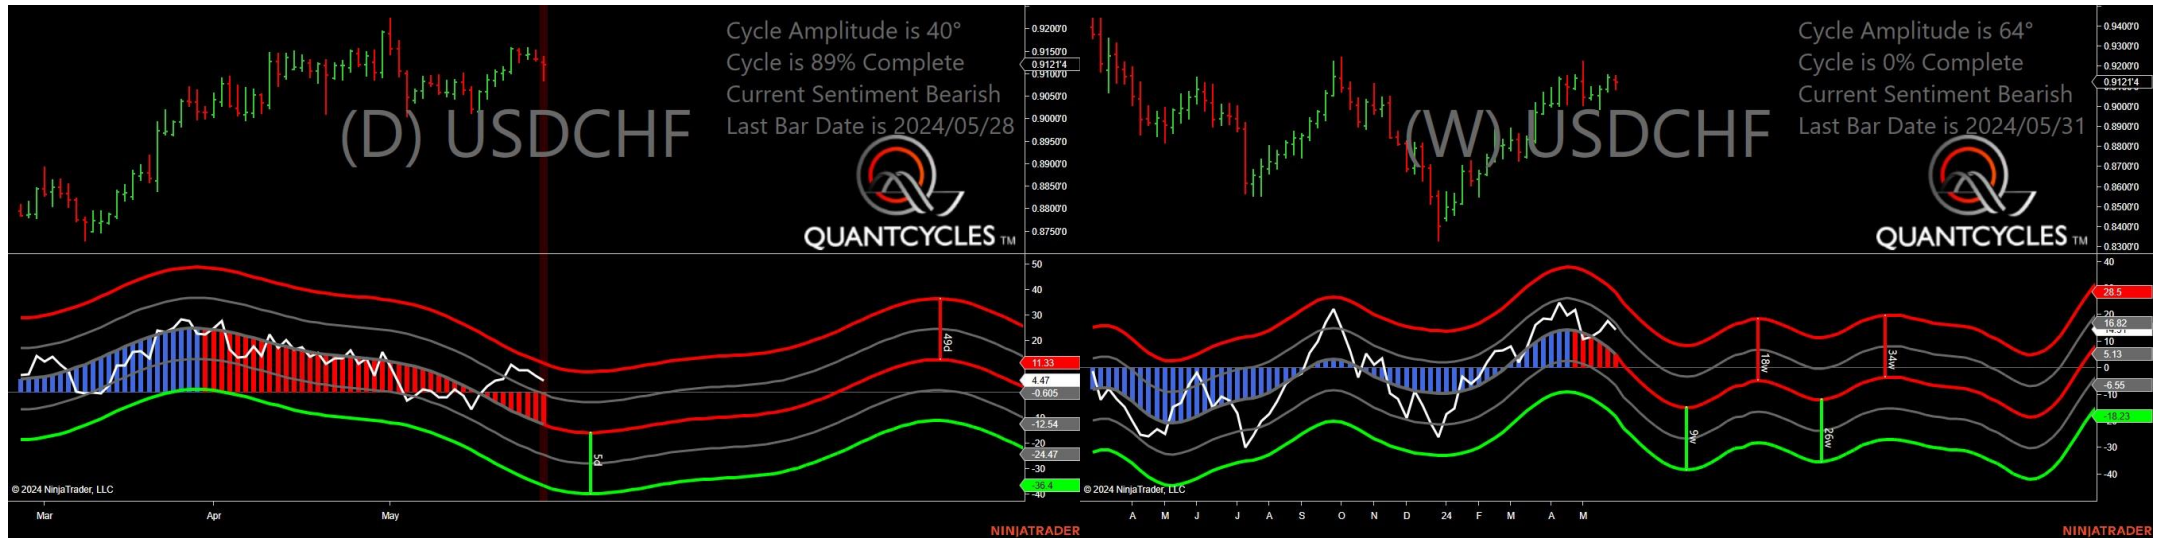 Cycle Amplitude is 40°
Cycle is 89% Complete
Current Sentiment Bearish
Last Bar Date is 2024/05/28
(D) USDCHF
QUANTCYCLES TM
0.9200'0
0.9150'0
0.9121'4
0.9100'0
0.9050'0
0.9000'0
0.8950'0
0.8900'0
0.8850'0
0.8800'0
0.8750'0
50
40
30
20
11.33
4.47
-0.605
-12.54
-20
-24.47
-30
-36.4
-40
49d
5d
© 2024 NinjaTrader, LLC
Mar Apr May
NINJATRADER
Cycle Amplitude is 64°
Cycle is 0% Complete
Current Sentiment Bearish
Last Bar Date is 2024/05/31
(W) USDCHF
QUANTCYCLES TM
0.9400'0
0.9300'0
0.9200'0
0.9121'4
0.9000'0
0.8900'0
0.8800'0
0.8700'0
0.8600'0
0.8500'0
0.8400'0
0.8300'0
40
28.5
20
16.82
10
5.13
0
-6.55
-10
-18.23
-30
-40
9w
18w
26w
34w
© 2024 NinjaTrader, LLC
A M J J A S O N D 24 F M A M
NINJATRADER